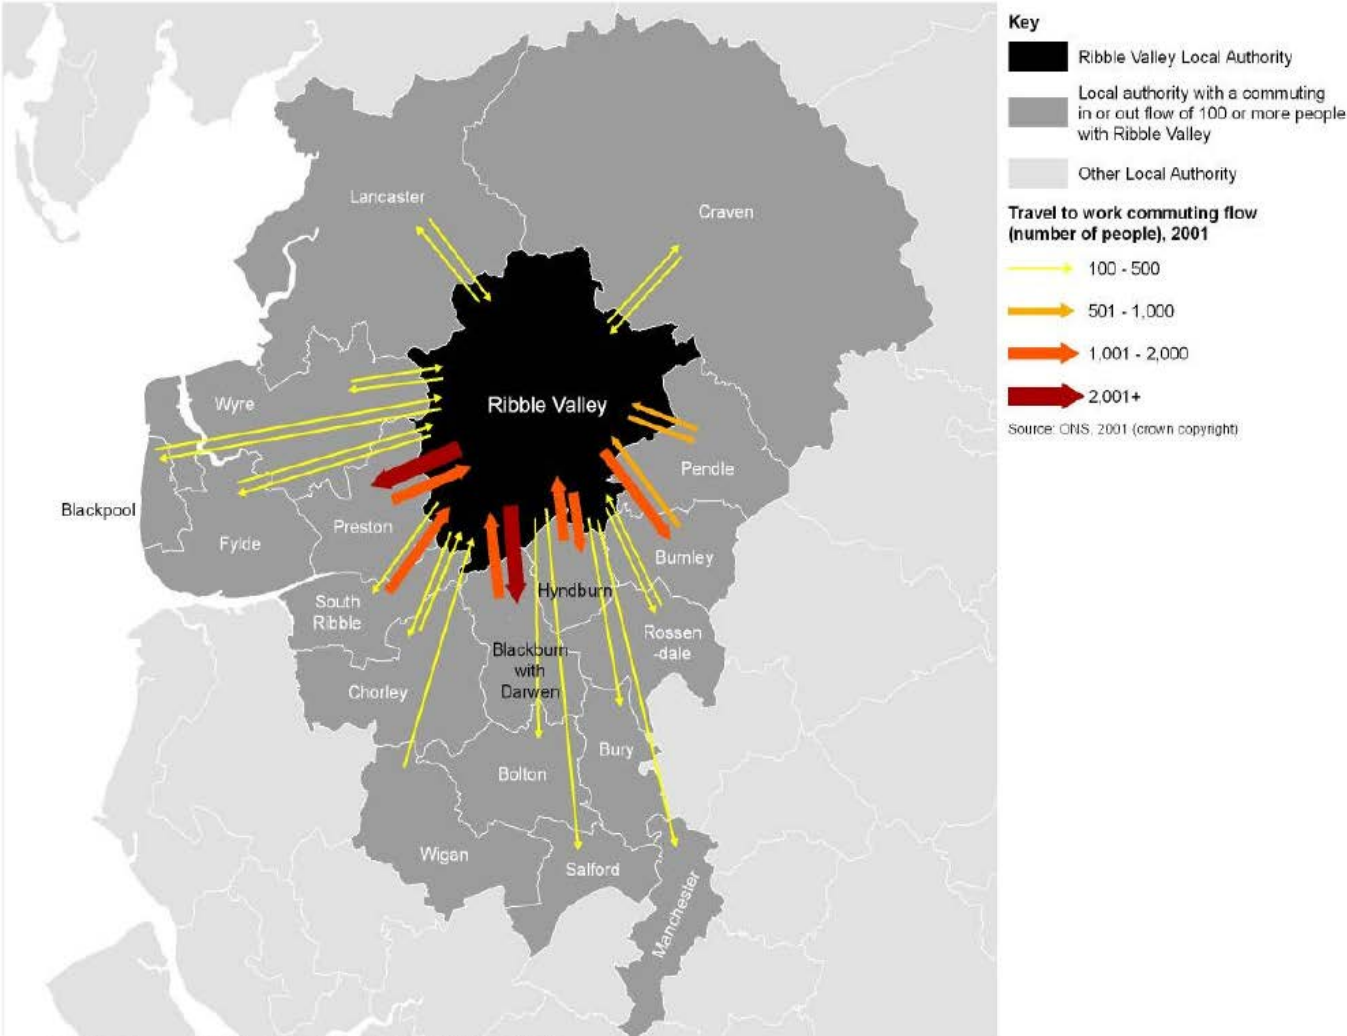 Key
Ribble Valley Local Authority
Local authority with a commuting
in or out flow of 100 or more people
with Ribble Valley
Other Local Authority
Travel to work commuting flow
(number of people), 2001
100 - 500
501 - 1,000
1,001 - 2,000
2,001+
Source: ONS, 2001 (crown copyright)
Lancaster
Craven
Wyre
Ribble Valley
Pendle
Blackpool
Preston
Fylde
Burnley
Hyndburn
South
Ribble
Rossen
-dale
Blackburn
with
Darwen
Chorley
Bury
Bolton
Wigan
Salford
Manchester